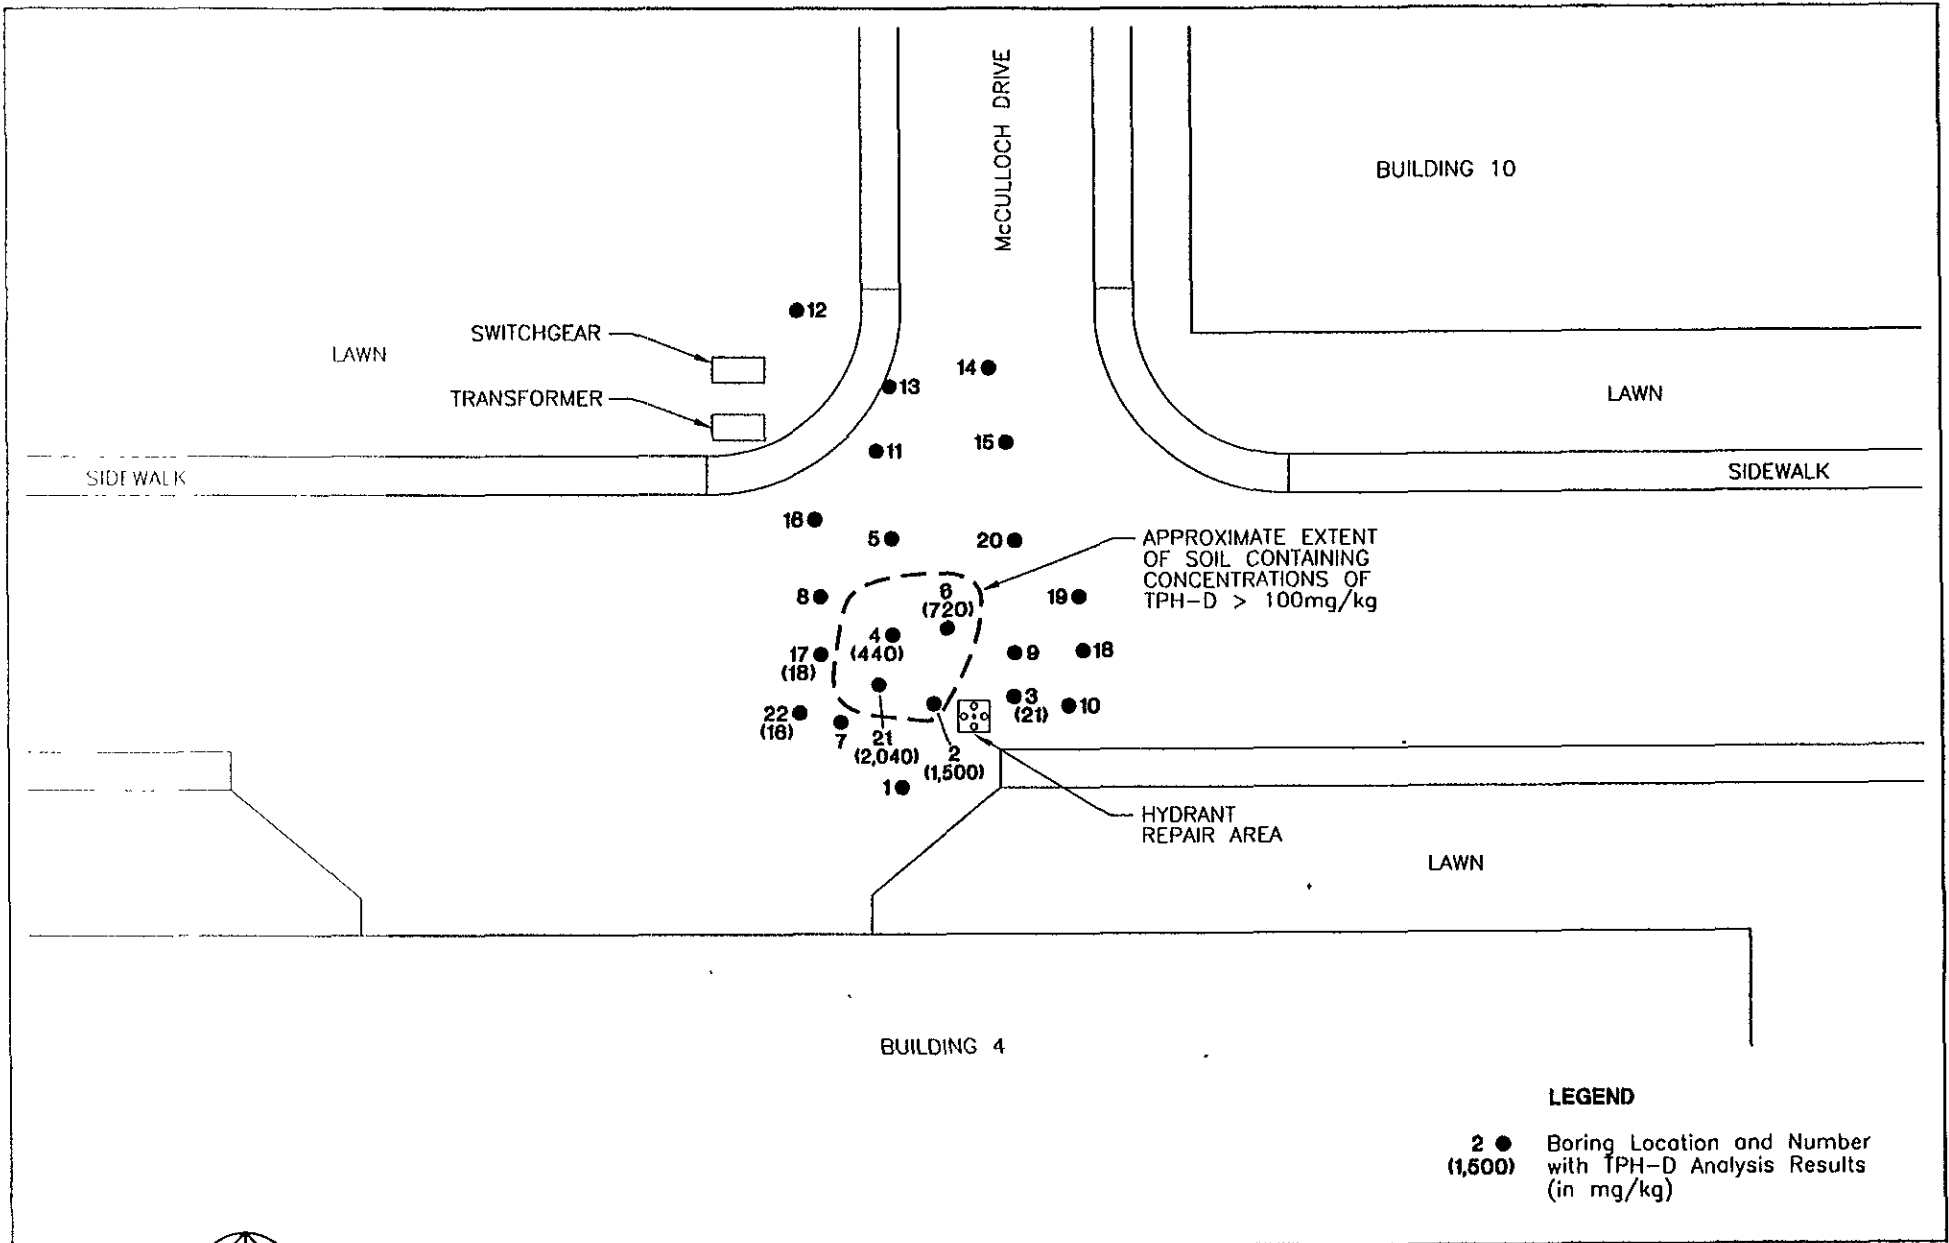 McCULLOCH DRIVE
BUILDING 10
12
SWITCHGEAR
LAWN
14
13
TRANSFORMER
LAWN
15
11
SIDEWALK
SIDEWALK
16
5
20
APPROXIMATE EXTENT
OF SOIL CONTAINING
CONCENTRATIONS OF
TPH-D > 100mg/kg
8
6
(720)
19
4
(440)
17
(18)
9
18
3
(21)
10
22
(16)
7
21
(2,040)
2
(1,500)
1
HYDRANT
REPAIR AREA
LAWN
BUILDING 4
LEGEND
2
(1,500)
Boring Location and Number
with TPH-D Analysis Results
(in mg/kg)